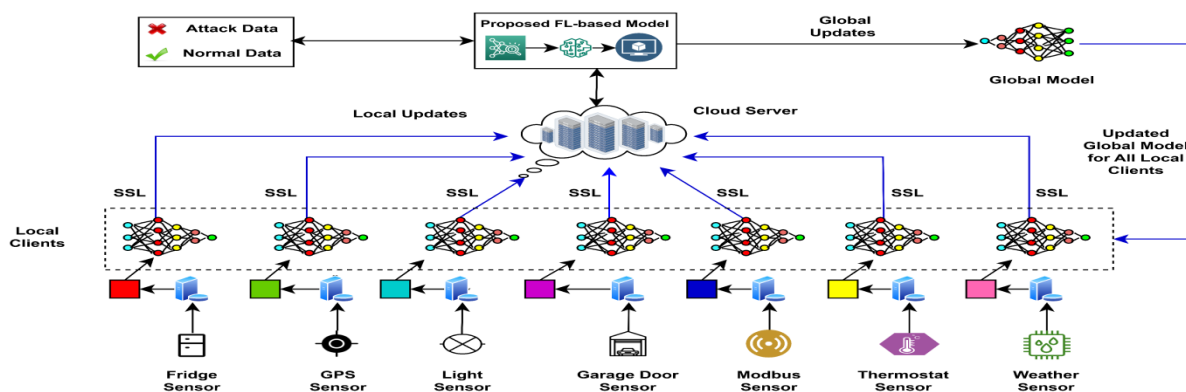 Attack Data
Normal Data
Proposed FL-based Model
Global
Updates
Global Model
Local Updates
Cloud Server
Updated
Global Model
for All Local
Clients
SSL
SSL
SSL
SSL
SSL
SSL
SSL
Local
Clients
Fridge
Sensor
GPS
Sensor
Light
Sensor
Garage Door
Sensor
Modbus
Sensor
Thermostat
Sensor
Weather
Sensor